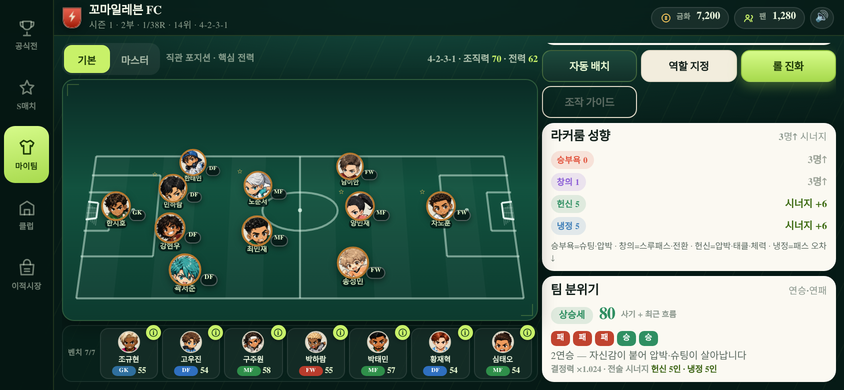 꼬마일레븐 FC
시즌 1 · 2부 · 1/38R · 14위 · 4-2-3-1
금화 7,200
팬 1,280
공식전
S매치
마이팀
클럽
이적시장
기본
마스터
직관 포지션 · 핵심 전력
4-2-3-1 · 조직력 70 · 전력 62
한태민 DF
민하람 DF
한시호 GK
강현우 DF
곽서준 DF
노준서 MF
최민재 MF
FW
양민재 MF
차도훈 FW
송성민 FW
벤치 7/7
조규현
GK 55
고우진
DF 54
구주원
MF 58
박하람
FW 55
박태민
MF 57
황재혁
DF 54
심태오
MF 54
자동 배치
역할 지정
롤 진화
조작 가이드
라커룸 성향
3명↑ 시너지
승부욕 0
3명↑
창의 1
3명↑
헌신 5
시너지 +6
냉정 5
시너지 +6
승부욕=슈팅·압박 · 창의=스루패스·전환 · 헌신=압박·태클·체력 · 냉정=패스 오차
↓
팀 분위기
연승·연패
상승세 80 사기 + 최근 흐름
패 패 패 승 승
2연승 — 자신감이 붙어 압박·슈팅이 살아납니다
결정력 ×1.024 · 전술 시너지 헌신 5인 · 냉정 5인